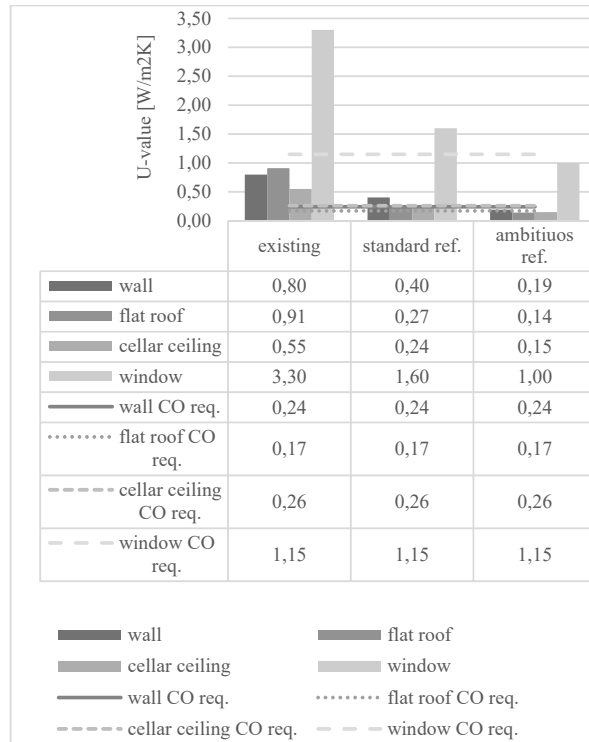 U-value [W/m2K]
3,50
3,00
2,50
2,00
1,50
1,00
0,50
0,00
existing standard ref. ambitiuos
ref.
wall 0,80 0,40 0,19
flat roof 0,91 0,27 0,14
cellar ceiling 0,55 0,24 0,15
window 3,30 1,60 1,00
wall CO req. 0,24 0,24 0,24
flat roof CO
req. 0,17 0,17 0,17
cellar ceiling
CO req. 0,26 0,26 0,26
window CO
req. 1,15 1,15 1,15
wall flat roof
cellar ceiling window
wall CO req. flat roof CO req.
cellar ceiling CO req. window CO req.